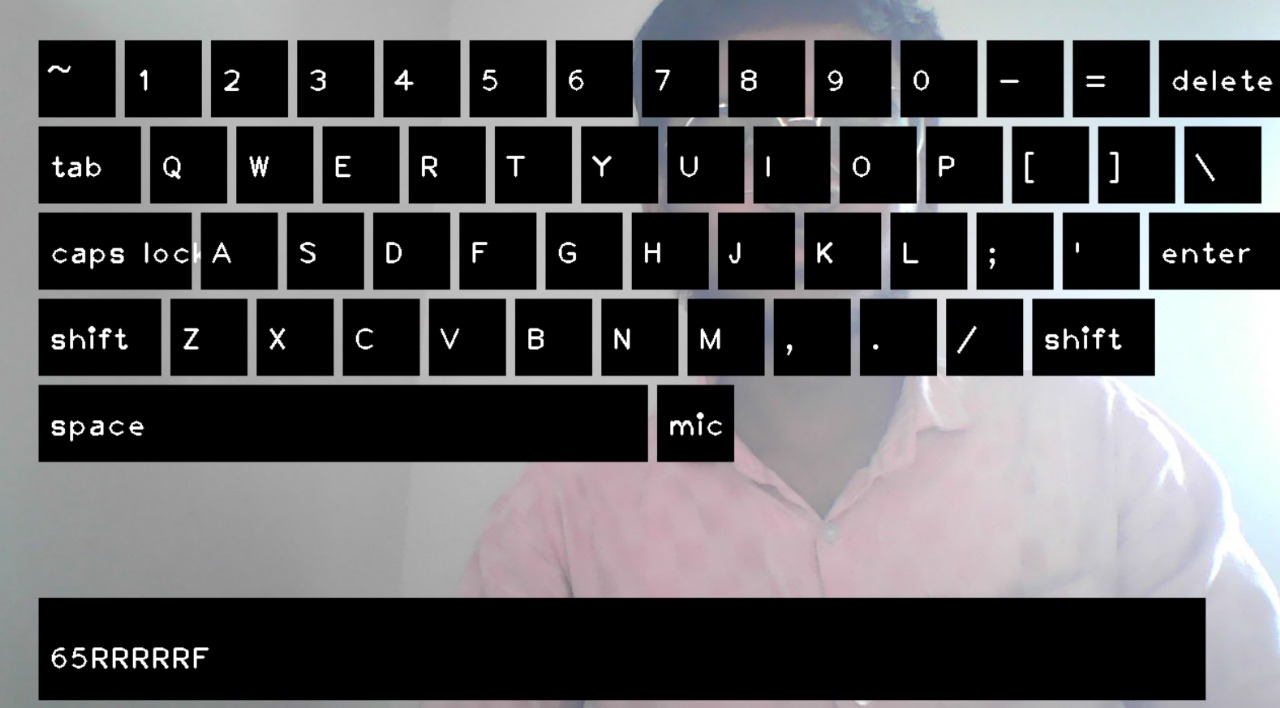 ~ 1 2 3 4 5 6 7 8 9 0 - = delete
tab Q W E R T Y U I O P [ ] \
caps lock A S D F G H J K L ; ' enter
shift Z X C V B N M , . / shift
space mic
65RRRRRF